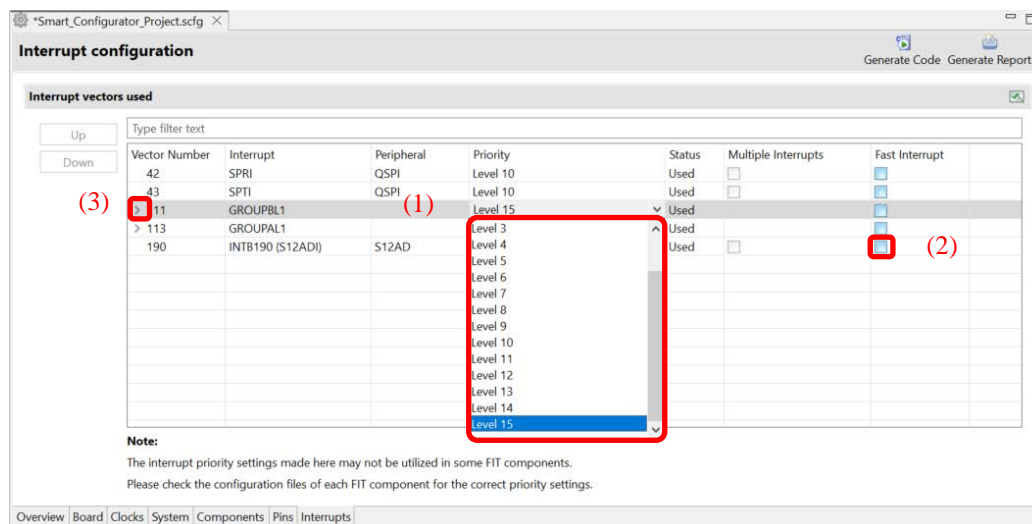 *Smart_Configurator_Project.scfg
Interrupt configuration
Generate Code Generate Report
Interrupt vectors used
Up
Down
Type filter text
Vector Number Interrupt Peripheral Priority Status Multiple Interrupts Fast Interrupt
42 SPRI QSPI Level 10 Used
43 SPTI QSPI Level 10 Used
(3) 11 GROUPBL1 (1) Level 15 Used
113 GROUPAL1 Level 3 Used
190 INTB190 (S12ADI) S12AD Level 4 Used (2)
Level 5
Level 6
Level 7
Level 8
Level 9
Level 10
Level 11
Level 12
Level 13
Level 14
Level 15
Note:
The interrupt priority settings made here may not be utilized in some FIT components.
Please check the configuration files of each FIT component for the correct priority settings.
Overview Board Clocks System Components Pins Interrupts